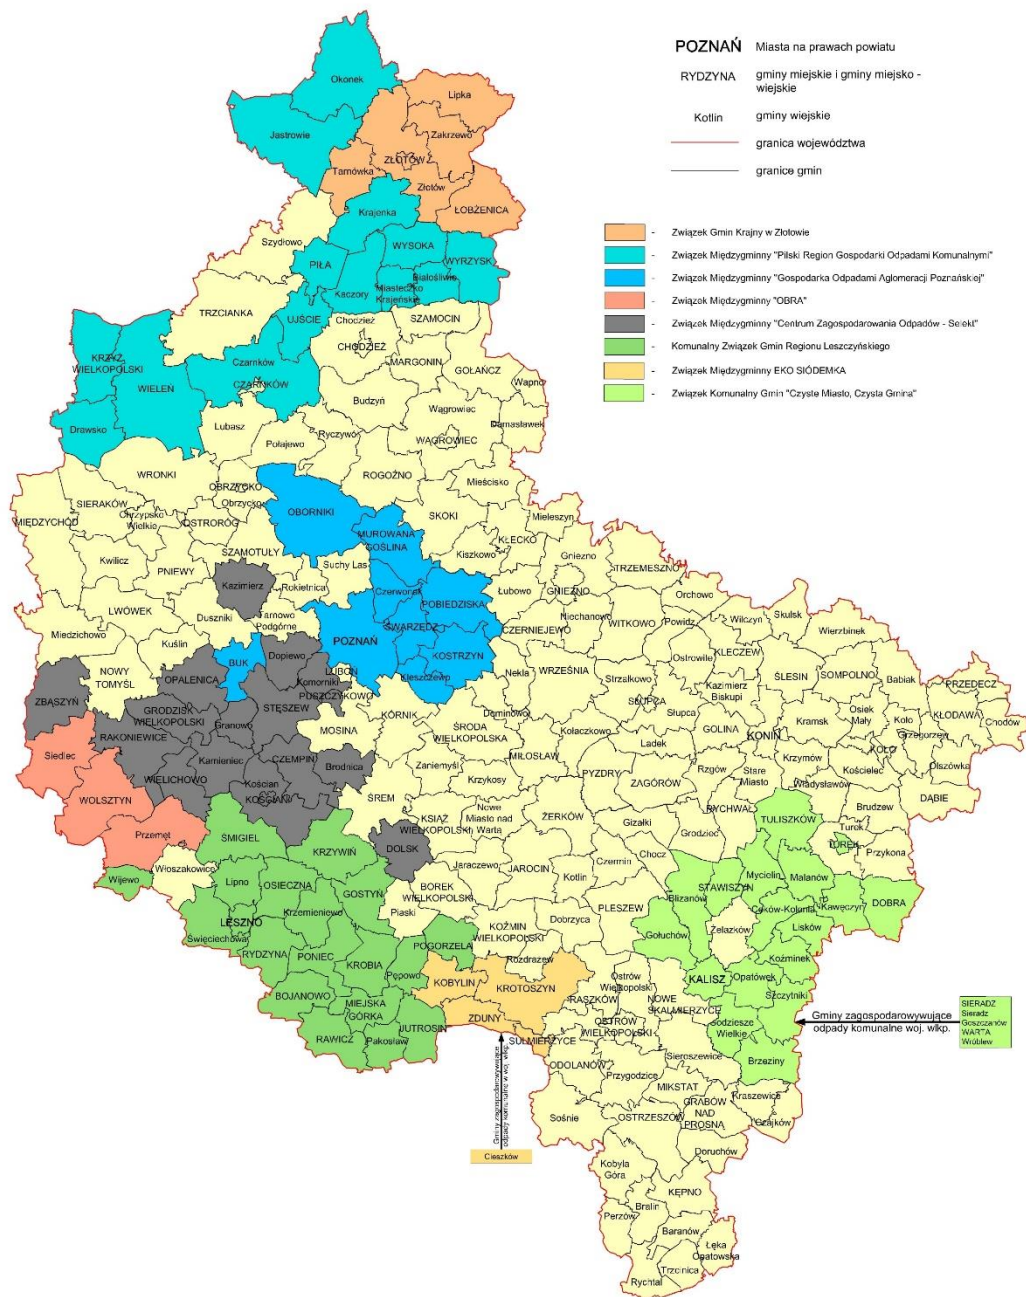 POZNAŃ Miasta na prawach powiatu
RYDZYNA gminy miejskie i gminy miejsko -
wiejskie
Kotlin gminy wiejskie
granica województwa
granice gmin
- Związek Gmin Krajny w Złotowie
- Związek Międzygminny "Pilski Region Gospodarki Odpadami Komunalnymi"
- Związek Międzygminny "Gospodarka Odpadami Aglomeracji Poznańskiej"
- Związek Międzygminny "OBRA"
- Związek Międzygminny "Centrum Zagospodarowania Odpadów - Selekt"
- Komunalny Związek Gmin Regionu Leszczyńskiego
- Związek Międzygminny EKO SIÓDEMKA
- Związek Komunalny Gmin "Czyste Miasto, Czysta Gmina"
Okonek
Lipka
Jastrowie
Zakrzewo
ZŁOTÓW
Tarnówka
Złotów
ŁOBŻENICA
Krajenka
Szydłowo
WYSOKA
WYRZYSK
PIŁA
Białośliwie
Kaczory
Miasteczko
Krajeńskie
TRZCIANKA
UJŚCIE
Chodzież
SZAMOCIN
CHODZIEŻ
MARGONIN
GOŁAŃCZ
KRZYŻ
WIELKOPOLSKI
WIELEŃ
Czarnków
CZARNKÓW
Wapno
Budzyń
Wągrowiec
Damasławek
Drawsko
Lubasz
Połajewo
Ryczywół
WĄGROWIEC
WRONKI
ROGOŹNO
Mieścisko
OBRZYCKO
Obrzycko
OBORNIKI
SIERAKÓW
MIĘDZYCHÓD
Chrzypsko
Wielkie
OSTRORÓG
SKOKI
Mieleszyn
MUROWANA
GOŚLINA
KŁECKO
SZAMOTUŁY
Kiszkowo
Gniezno
Kwilicz
PNIEWY
Suchy Las
TRZEMESZNO
Kazimierz
Rokietnica
Czerwonak
POBIEDZISKA
Łubowo
GNIEZNO
Orchowo
LWÓWEK
Duszniki
Tarnowo
Podgórne
Niechanowo
WITKOWO
Powidz
Wilczyn
Skulsk
Wierzbinek
SWARZĘDZ
CZERNIEJEWO
Miedzichowo
Kuślin
POZNAŃ
KOSTRZYN
Ostrowite
KLECZEW
BUK
Dopiewo
NOWY
TOMYŚL
OPALENICA
LUBOŃ
Komorniki
PUSZCZYKOWO
Kleszczewo
Nekla
WRZEŚNIA
Strzałkowo
Kazimierz
Biskupi
ŚLESIN
SOMPOLNO
Babiak
PRZEDECZ
ZBĄSZYŃ
GRODZISK
WIELKOPOLSKI
STĘSZEW
SŁUPCA
Słupca
Osiek
Mały
KŁODAWA
Chodów
Granowo
MOSINA
KÓRNIK
Dominowo
Kołaczkowo
GOLINA
Kramsk
Koło
Grzegorzew
RAKONIEWICE
ŚRODA
WIELKOPOLSKA
KONIN
KOŁO
Siedlec
Kamieniec
CZEMPIŃ
Brodnica
Zaniemyśl
MIŁOSŁAW
Lądek
Krzymów
Olszówka
WIELICHOWO
Kościan
Krzykosy
PYZDRY
ZAGÓRÓW
Rzgów
Stare
Miasto
Kościelec
DĄBIE
WOLSZTYN
KOŚCIAN
ŚREM
Władysławów
KSIĄŻ
WIELKOPOLSKI
Nowe
Miasto nad
Wartą
ŻERKÓW
Gizałki
RYCHWAŁ
TULISZKÓW
Brudzew
Przemęt
ŚMIGIEL
Grodziec
Turek
TUREK
DOLSK
Przykona
KRZYWIŃ
Włoszakowice
Jaraczewo
JAROCIN
Czermin
Chocz
Mycielin
Malanów
Wijewo
Lipno
OSIECZNA
GOSTYŃ
BOREK
WIELKOPOLSKI
Kotlin
STAWISZYN
Blizanów
Kawęczyn
DOBRA
Krzemieniewo
Piaski
PLESZEW
Ceków-Kolonia
LESZNO
Dobrzyca
Lisków
Święciechowa
KOŹMIN
WIELKOPOLSKI
Gołuchów
Żelazków
RYDZYNA
PONIEC
POGORZELA
Rozdrażew
Koźminek
KROBIA
Pępowo
Ostrów
Wielkopolski
KALISZ
Opatówek
BOJANOWO
KOBYLIN
KROTOSZYN
RASZKÓW
NOWE
SKALMIERZYCE
Szczytniki
MIEJSKA
GÓRKA
ZDUNY
JUTROSIN
OSTRÓW
WIELKOPOLSKI
Godziesze
Wielkie
RAWICZ
Pakosław
SULMIERZYCE
Sieroszewice
Brzeziny
ODOLANÓW
Przygodzice
MIKSTAT
Kraszewice
Sośnie
OSTRZESZÓW
GRABÓW
NAD
PROSNĄ
Czajków
Doruchów
Kobyla
Góra
KĘPNO
Bralin
Perzów
Baranów
Łęka
Opatowska
Trzcinica
Rychtal
Gminy zagospodarowywujące
odpady komunalne woj. wlkp.
SIERADZ
Sieradz
Goszczanów
WARTA
Wróblew
Gminy zagospodarowywujące
odpady komunalne w woj. wlkp.
Cieszków